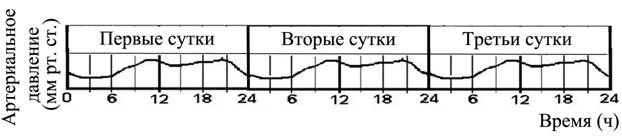 Артериальное
давление
(мм рт. ст.)
Первые сутки Вторые сутки Третьи сутки
0 6 12 18 24 6 12 18 24 6 12 18 24
Время (ч)